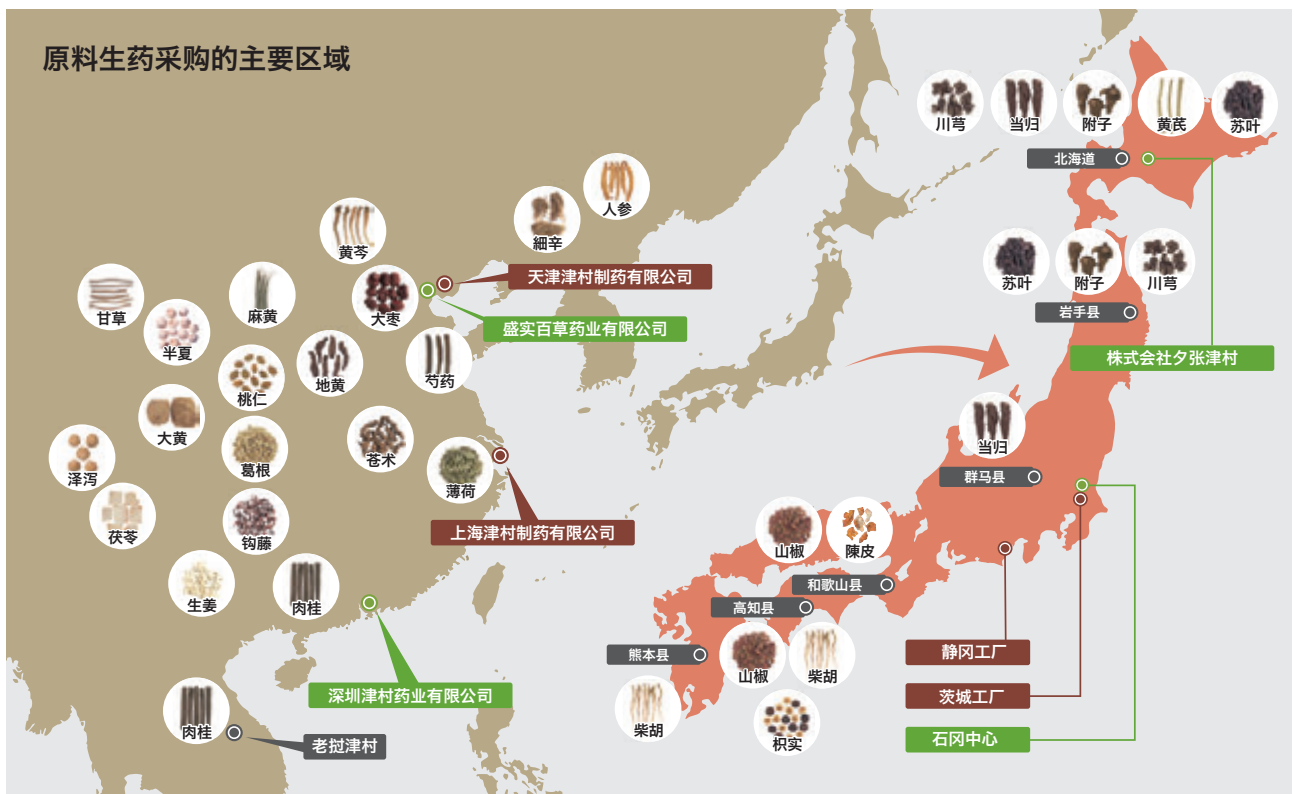 原料生药采购的主要区域
川芎
当归
附子
黄芪
苏叶
北海道
人参
細辛
黄芩
苏叶
附子
川芎
岩手县
天津津村制药有限公司
甘草
麻黄
大枣
盛实百草药业有限公司
半夏
株式会社夕张津村
桃仁
地黄
芍药
大黄
当归
苍术
泽泻
葛根
薄荷
群马县
上海津村制药有限公司
茯苓
钩藤
山椒
陳皮
生姜
肉桂
和歌山县
高知县
静冈工厂
熊本县
山椒
柴胡
深圳津村药业有限公司
茨城工厂
肉桂
柴胡
枳实
石冈中心
老挝津村